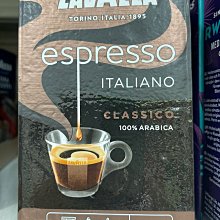 LAVAZZA
TORINO, ITALIA, 1895
espresso
ITALIANO
CLASSICO
100% ARABICA